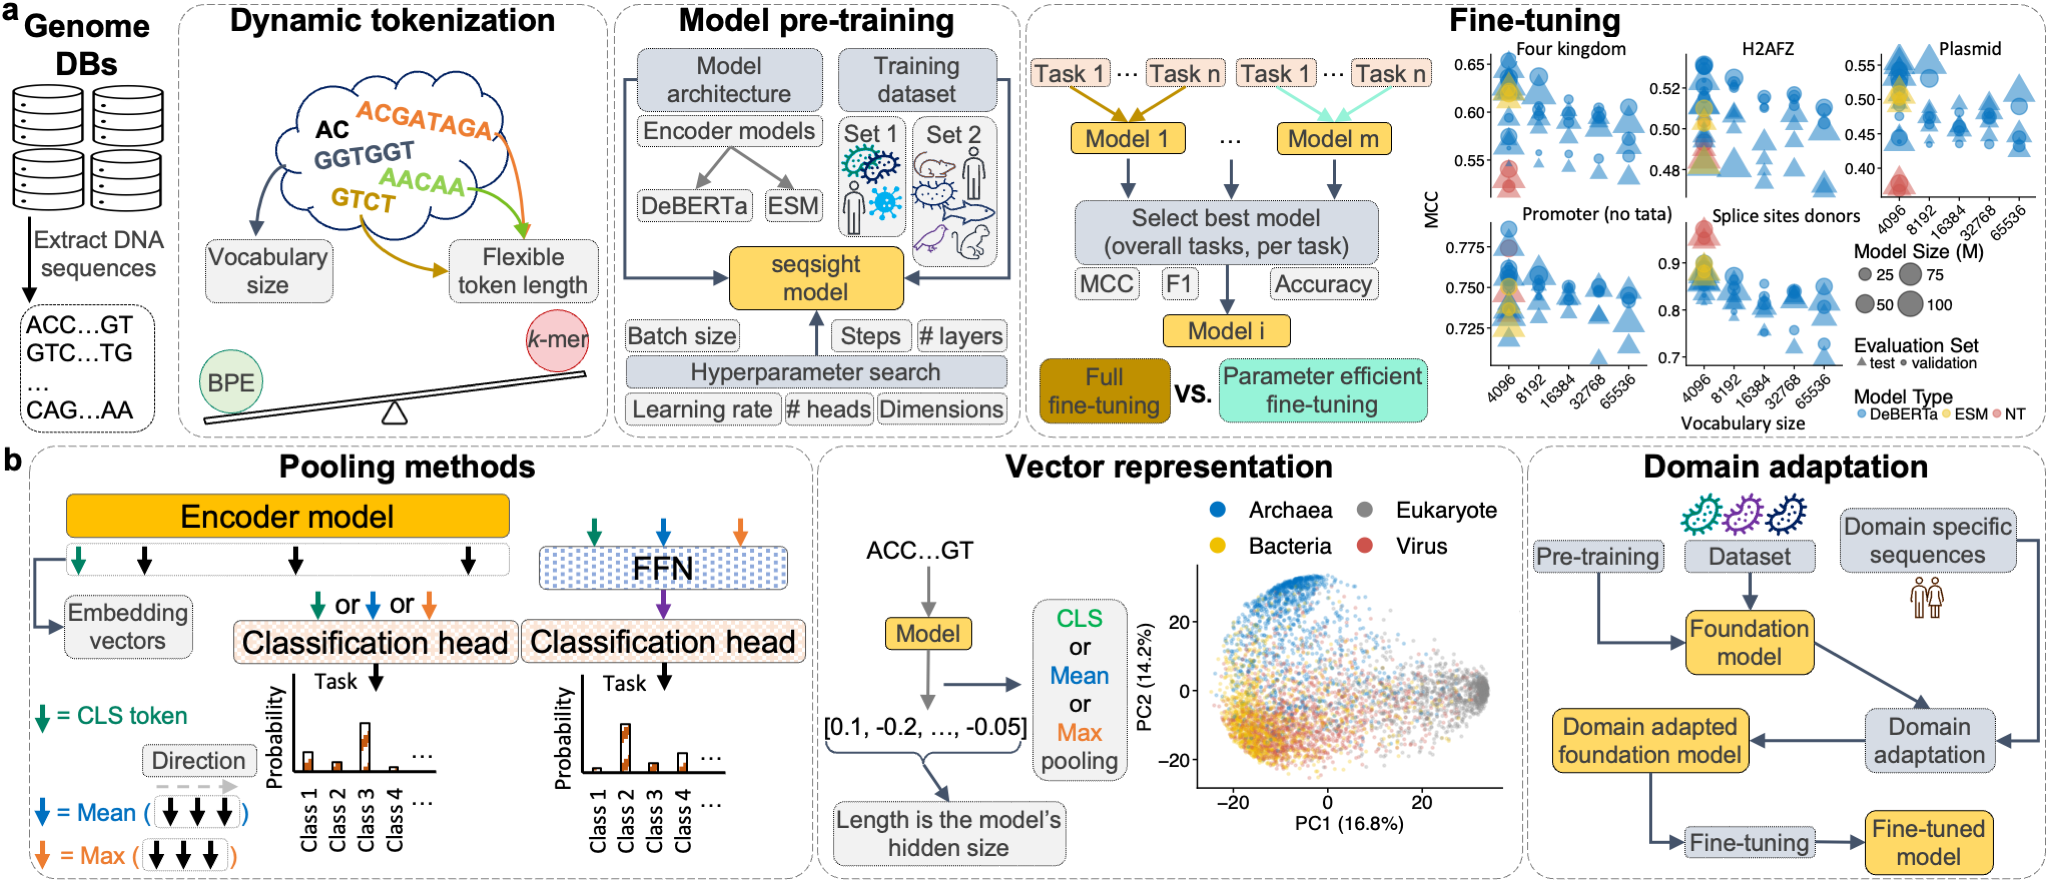 a
Genome
DBs
Extract DNA
sequences
ACC...GT
GTC...TG
...
CAG...AA
Dynamic tokenization
ACGATAGA
AC
GGTGGT
AACAA
GTCT
Vocabulary
size
Flexible
token length
BPE
k-mer
Model pre-training
Model
architecture
Training
dataset
Encoder models
DeBERTa
ESM
Set 1
Set 2
seqsight
model
Batch size
Steps
# layers
Hyperparameter search
Learning rate
# heads
Dimensions
Fine-tuning
Task 1 ... Task n
Task 1 ... Task n
Model 1
...
Model m
Select best model
(overall tasks, per task)
MCC
F1
Accuracy
Model i
Full
fine-tuning
VS.
Parameter efficient
fine-tuning
MCC
Four kingdom
0.65
0.60
0.55
H2AFZ
0.52
0.50
0.48
Plasmid
0.55
0.50
0.45
0.40
4096
8192
16384
32768
65536
Promoter (no tata)
0.775
0.750
0.725
4096
8192
16384
32768
65536
Splice sites donors
0.9
0.8
0.7
4096
8192
16384
32768
65536
Vocabulary size
Model Size (M)
25
75
50
100
Evaluation Set
test
validation
Model Type
DeBERTa
ESM
NT
b
Pooling methods
Encoder model
Embedding
vectors
or
or
Classification head
Task
Probability
...
Class 1
Class 2
Class 3
Class 4
...
FFN
Classification head
Task
Probability
...
Class 1
Class 2
Class 3
Class 4
...
= CLS token
Direction
= Mean (
)
= Max (
)
Vector representation
ACC...GT
Model
[0.1, -0.2, ..., -0.05]
Length is the model's
hidden size
CLS
or
Mean
or
Max
pooling
Archaea
Eukaryote
Bacteria
Virus
PC2 (14.2%)
20
0
−20
−20
0
20
PC1 (16.8%)
Domain adaptation
Pre-training
Dataset
Domain specific
sequences
Foundation
model
Domain adapted
foundation model
Domain
adaptation
Fine-tuning
Fine-tuned
model